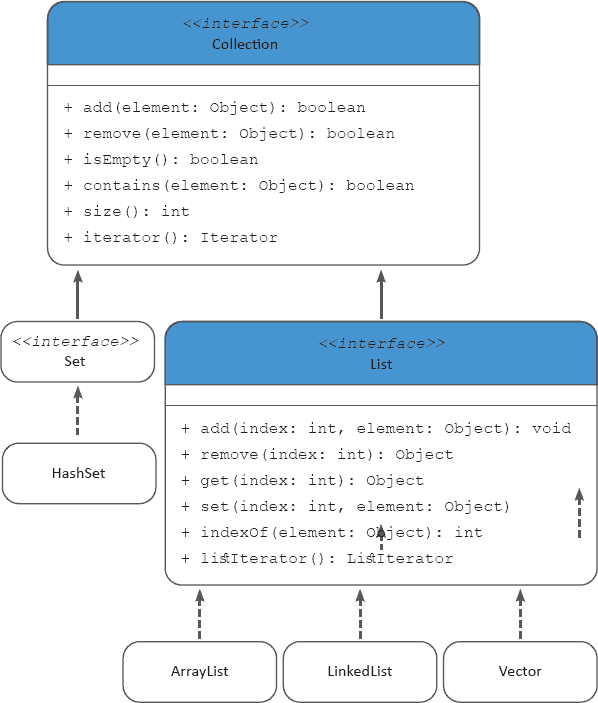 <<interface>>
Collection
+ add(element: Object): boolean
+ remove(element: Object): boolean
+ isEmpty(): boolean
+ contains(element: Object): boolean
+ size(): int
+ iterator(): Iterator
<<interface>>
Set
HashSet
<<interface>>
List
+ add(index: int, element: Object): void
+ remove(index: int): Object
+ get(index: int): Object
+ set(index: int, element: Object)
+ indexOf(element: Object): int
+ listIterator(): ListIterator
ArrayList
LinkedList
Vector